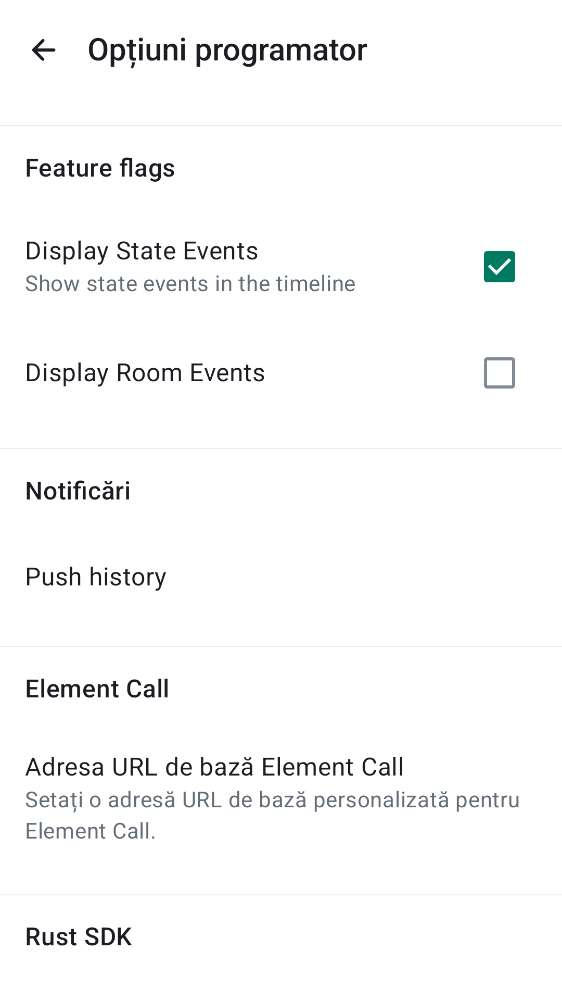 Opțiuni programator
Feature flags
Display State Events
Show state events in the timeline
Display Room Events
Notificări
Push history
Element Call
Adresa URL de bază Element Call
Setați o adresă URL de bază personalizată pentru
Element Call.
Rust SDK